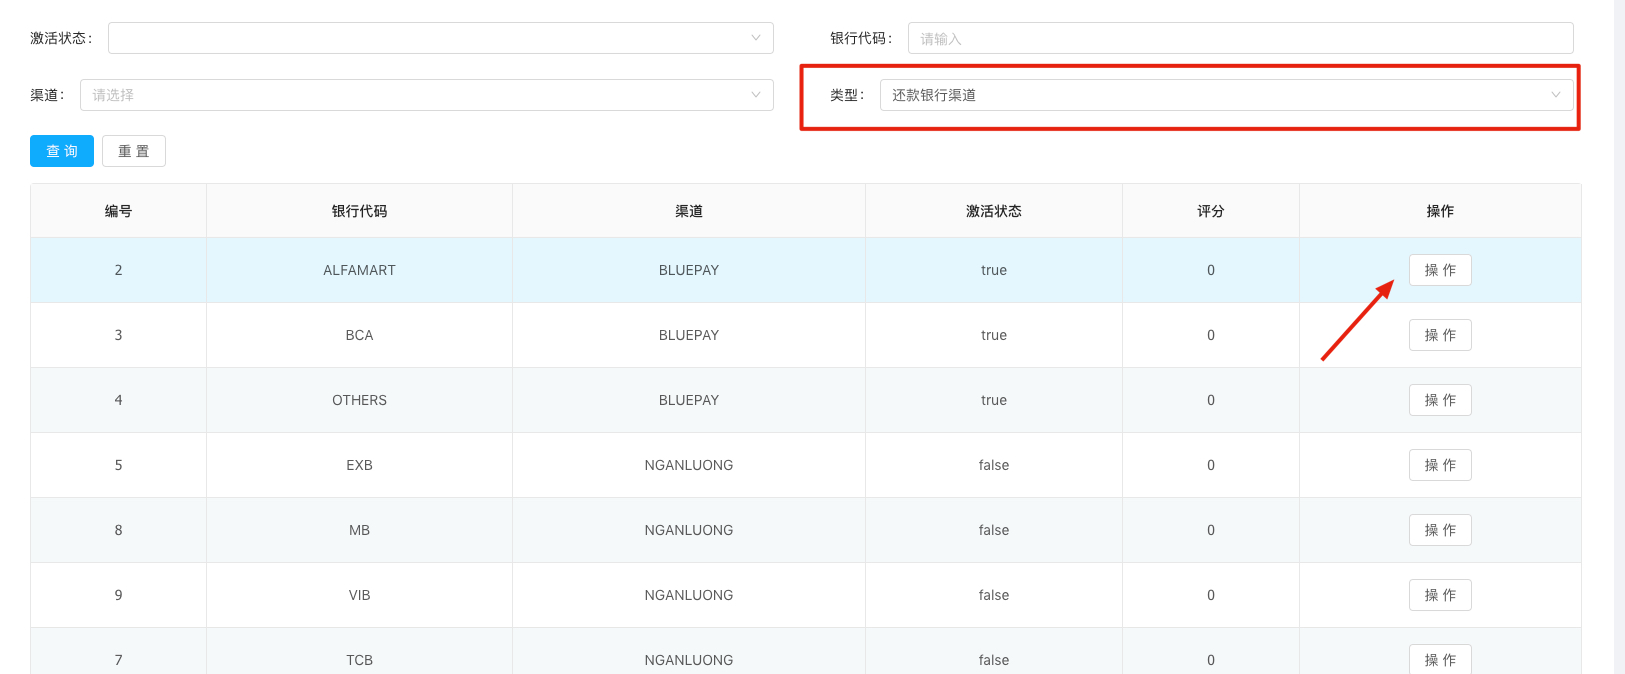 激活状态： 银行代码： 请输入
渠道： 请选择 类型： 还款银行渠道
查 询 重 置
编号 银行代码 渠道 激活状态 评分 操作
2 ALFAMART BLUEPAY true 0 操 作
3 BCA BLUEPAY true 0 操 作
4 OTHERS BLUEPAY true 0 操 作
5 EXB NGANLUONG false 0 操 作
8 MB NGANLUONG false 0 操 作
9 VIB NGANLUONG false 0 操 作
7 TCB NGANLUONG false 0 操 作